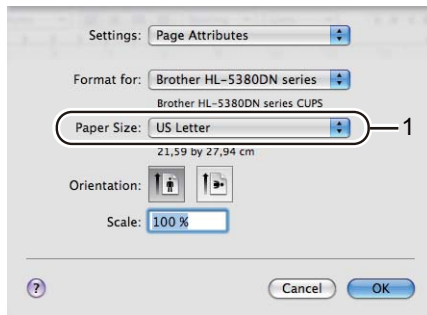 Settings: Page Attributes
Format for: Brother HL-5380DN series
Brother HL-5380DN series CUPS
Paper Size: US Letter 1
21,59 by 27,94 cm
Orientation:
Scale: 100 %
? Cancel OK